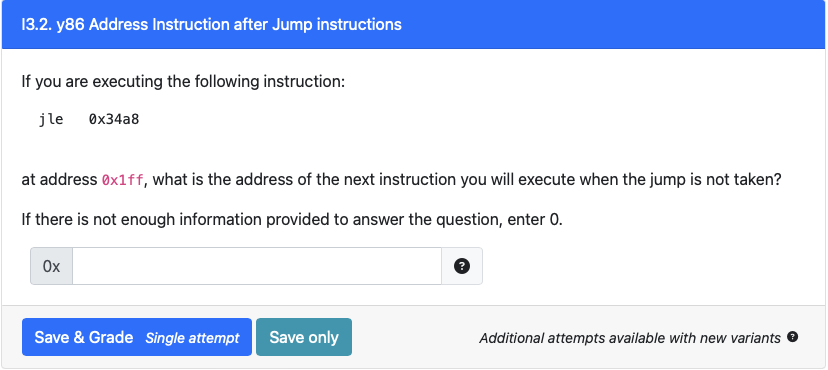 I3.2. y86 Address Instruction after Jump instructions
If you are executing the following instruction:
jle 0x34a8
at address 0x1ff, what is the address of the next instruction you will execute when the jump is not taken?
If there is not enough information provided to answer the question, enter 0.
0x ?
Save & Grade Single attempt Save only Additional attempts available with new variants ?